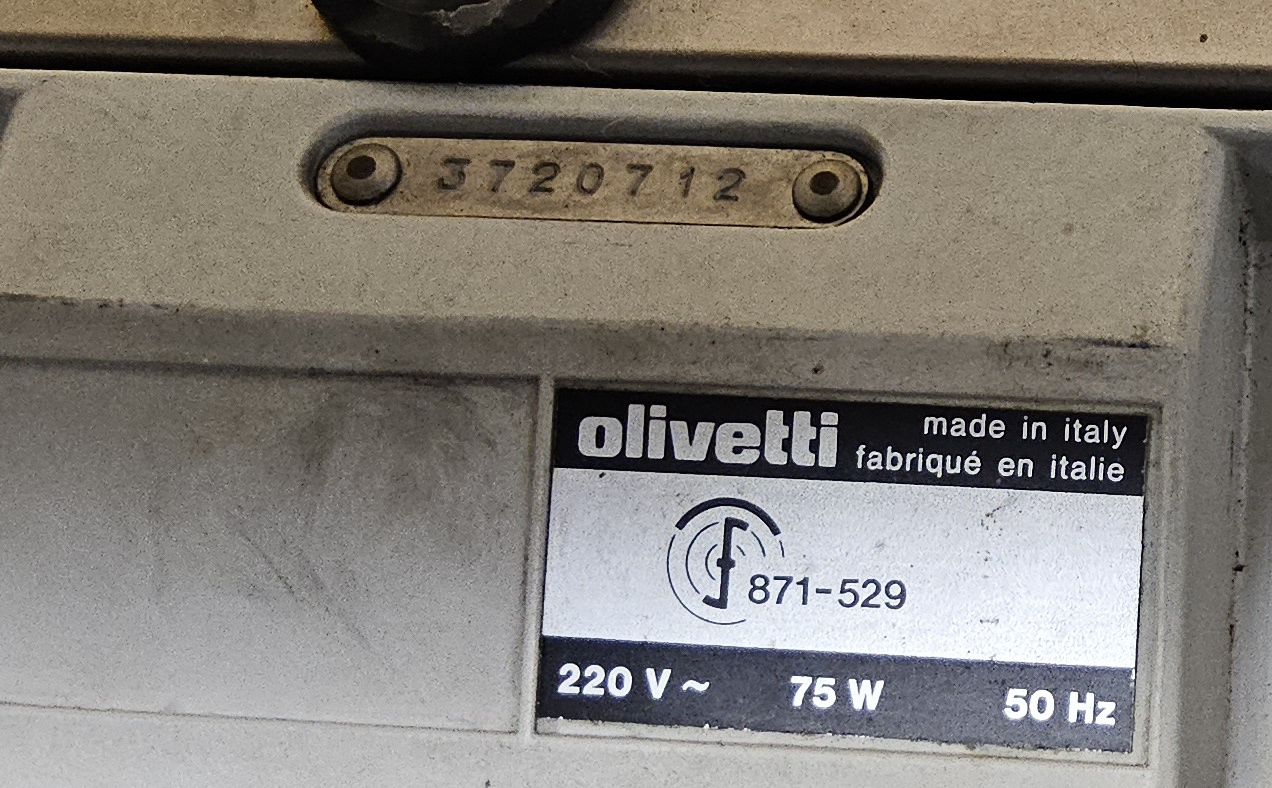 3720712
olivetti
made in italy
fabriqué en italie
871-529
220 V ~ 75 W 50 Hz